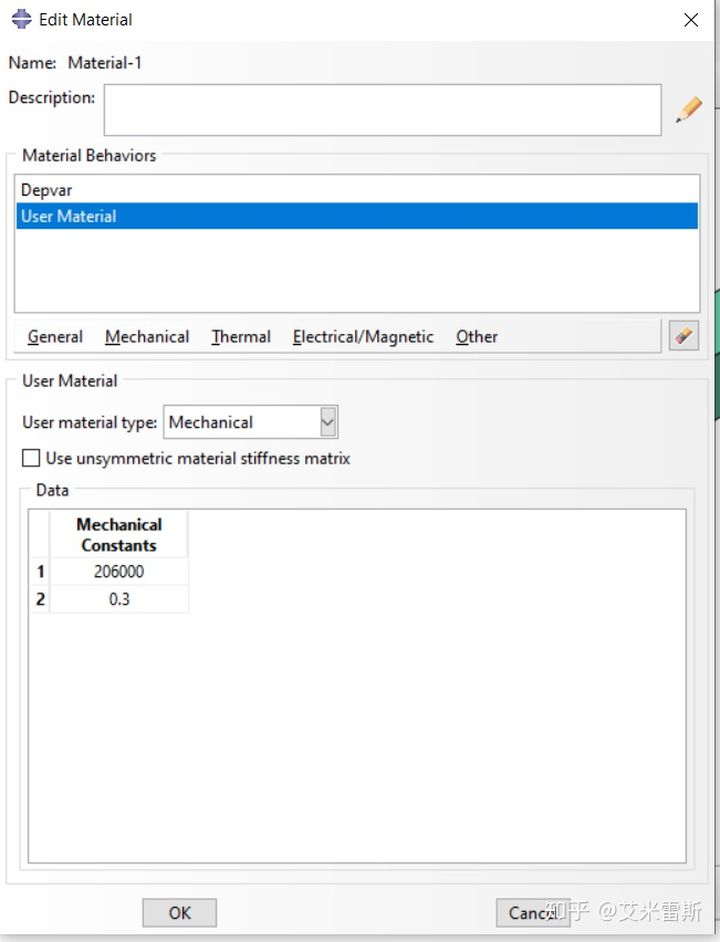 Edit Material
Name: Material-1
Description:
Material Behaviors
Depvar
User Material
General Mechanical Thermal Electrical/Magnetic Other
User Material
User material type: Mechanical
Use unsymmetric material stiffness matrix
Data
Mechanical
Constants
1 206000
2 0.3
OK Cancel
知乎 @艾米雷斯